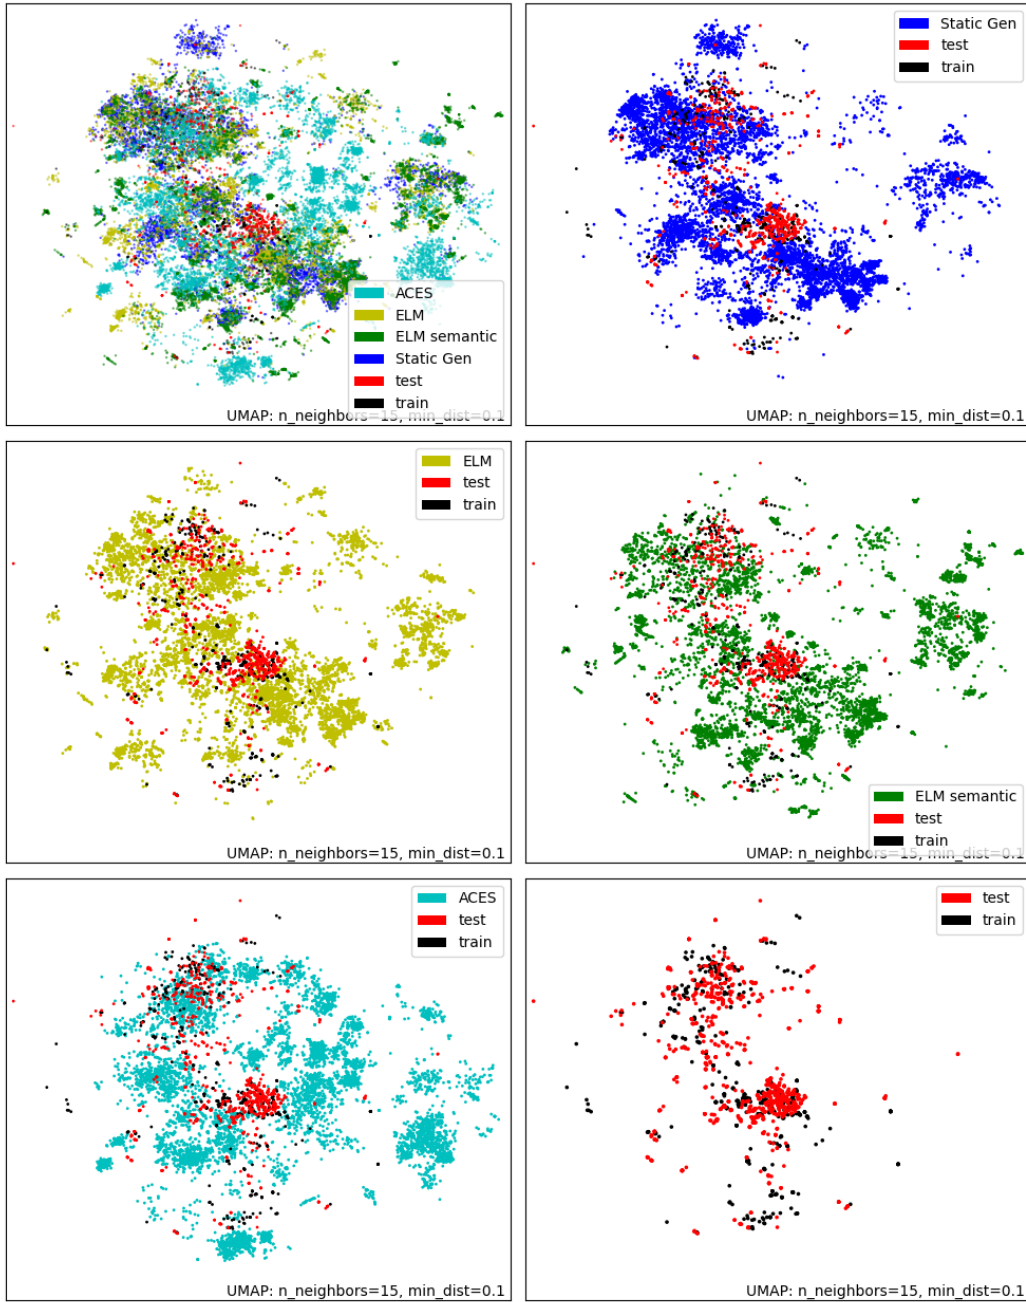 ACES
ELM
ELM semantic
Static Gen
test
train
UMAP: n_neighbors=15, min_dist=0.1
Static Gen
test
train
UMAP: n_neighbors=15, min_dist=0.1
ELM
test
train
UMAP: n_neighbors=15, min_dist=0.1
ELM semantic
test
train
UMAP: n_neighbors=15, min_dist=0.1
ACES
test
train
UMAP: n_neighbors=15, min_dist=0.1
test
train
UMAP: n_neighbors=15, min_dist=0.1